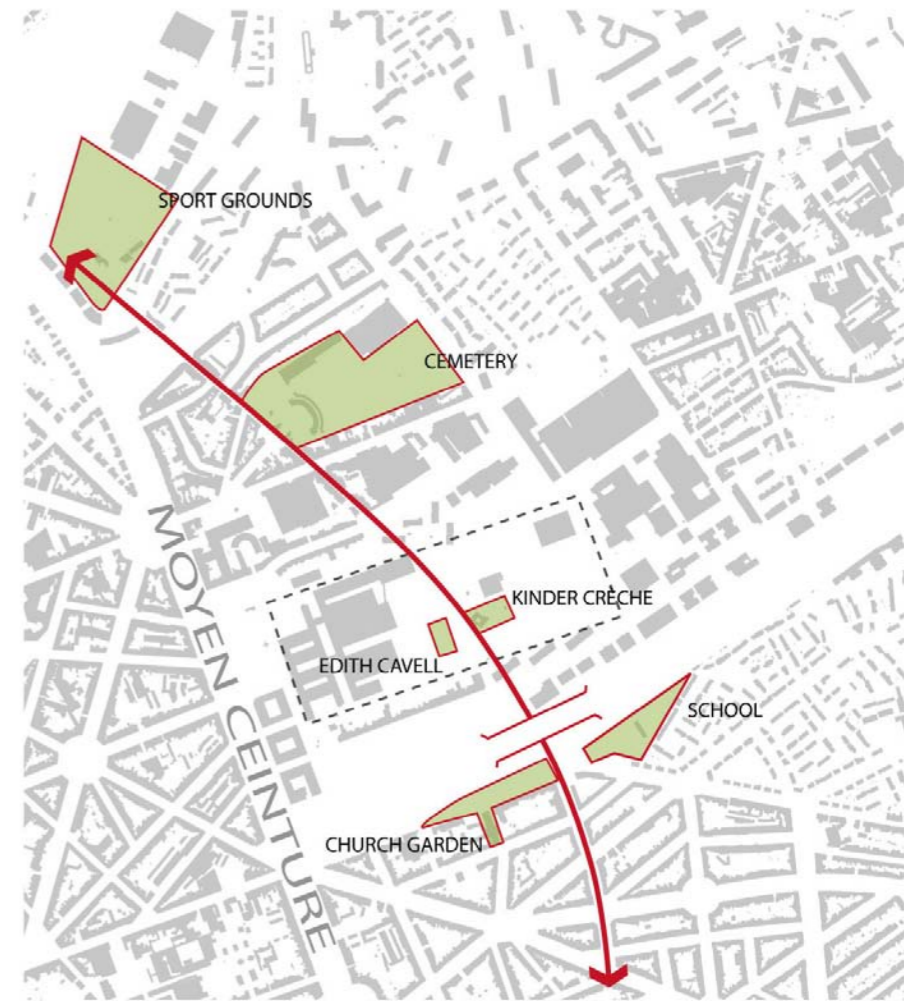 SPORT GROUNDS
CEMETERY
MOYEN CEINTURE
KINDER CRECHE
EDITH CAVELL
SCHOOL
CHURCH GARDEN